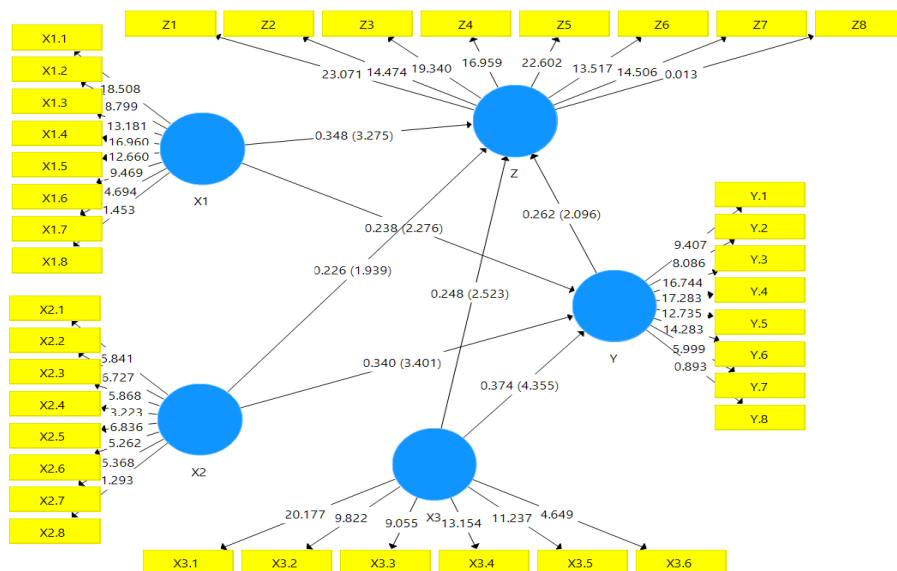 Z1 Z2 Z3 Z4 Z5 Z6 Z7 Z8
23.071 14.474 19.340 16.959 22.602 13.517 14.506 0.013
X1.1
X1.2
X1.3
X1.4
X1.5
X1.6
X1.7
X1.8
18.508
8.799
13.181
16.960
12.660
9.469
4.694
1.453
X1
Z
0.348 (3.275)
0.238 (2.276)
0.226 (1.939)
0.248 (2.523)
0.262 (2.096)
0.340 (3.401)
0.374 (4.355)
Y.1
Y.2
Y.3
Y.4
Y.5
Y.6
Y.7
Y.8
9.407
8.086
16.744
17.283
12.735
14.283
5.999
0.893
Y
X2.1
X2.2
X2.3
X2.4
X2.5
X2.6
X2.7
X2.8
5.841
6.727
5.868
3.223
6.836
5.262
5.368
1.293
X2
X3
20.177 9.822 9.055 13.154 11.237 4.649
X3.1 X3.2 X3.3 X3.4 X3.5 X3.6